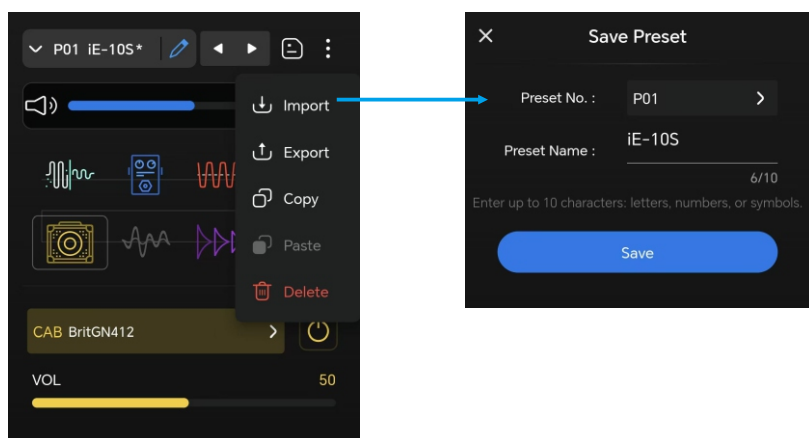 P01 iE-10S*
Import
Export
Copy
Paste
Delete
CAB BritGN412
VOL 50
Save Preset
Preset No. : P01
Preset Name : iE-10S
6/10
Enter up to 10 characters: letters, numbers, or symbols.
Save